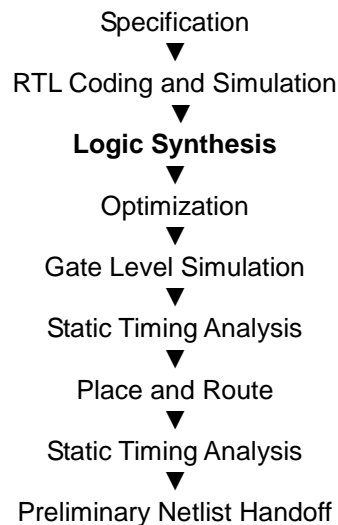 Specification
RTL Coding and Simulation
Logic Synthesis
Optimization
Gate Level Simulation
Static Timing Analysis
Place and Route
Static Timing Analysis
Preliminary Netlist Handoff